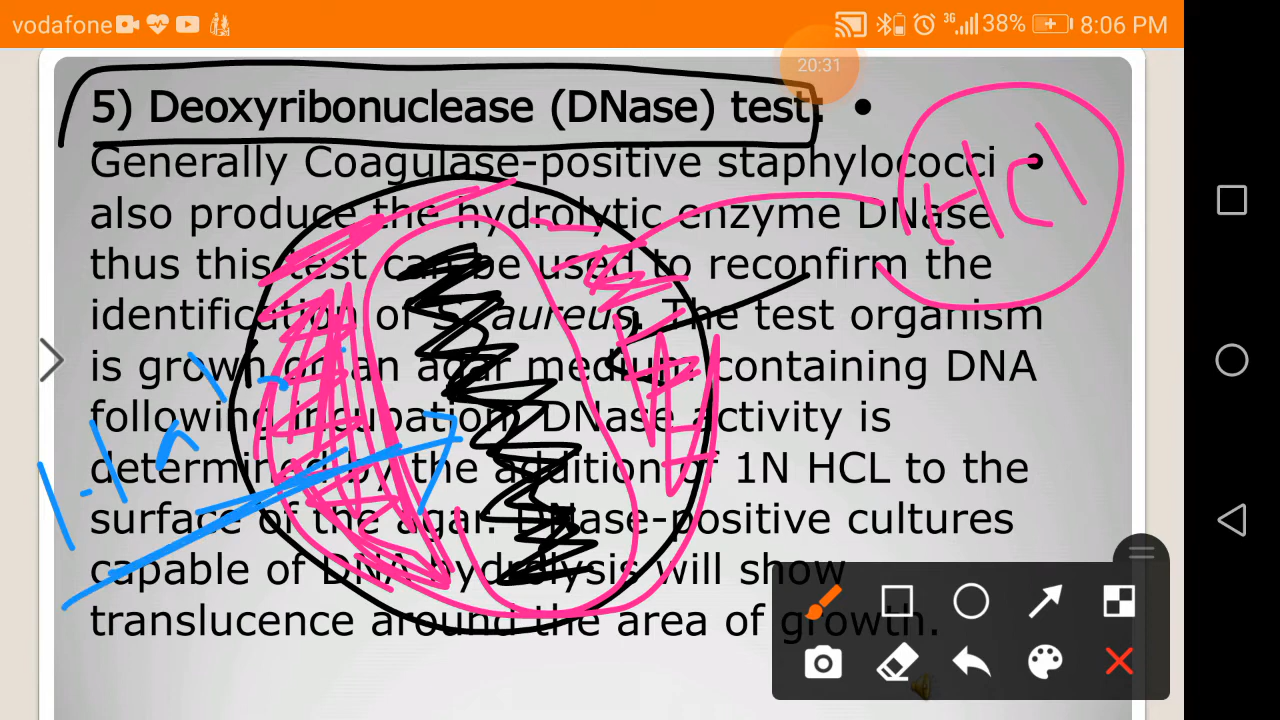 vodafone 3G 38% 8:06 PM
20:31
5) Deoxyribonuclease (DNase) test: •
Generally Coagulase-positive staphylococci •
also produce the hydrolytic enzyme DNase
thus this test can be used to reconfirm the
identification of S. aureus. The test organism
is grown on an agar medium containing DNA
following incubation, DNase activity is
determined by the addition of 1N HCL to the
surface of the agar. DNase-positive cultures
capable of DNA hydrolysis will show
translucence around the area of growth.
HCl